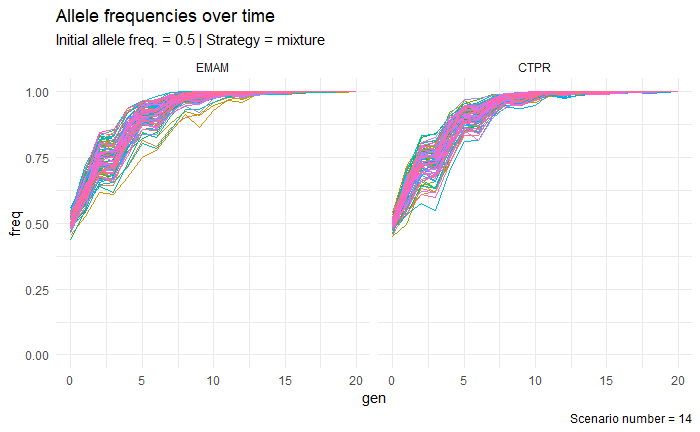 Allele frequencies over time
Initial allele freq. = 0.5 | Strategy = mixture
EMAM CTPR
1.00
0.75
0.50
0.25
0.00
freq
0 5 10 15 20 0 5 10 15 20
gen
Scenario number = 14